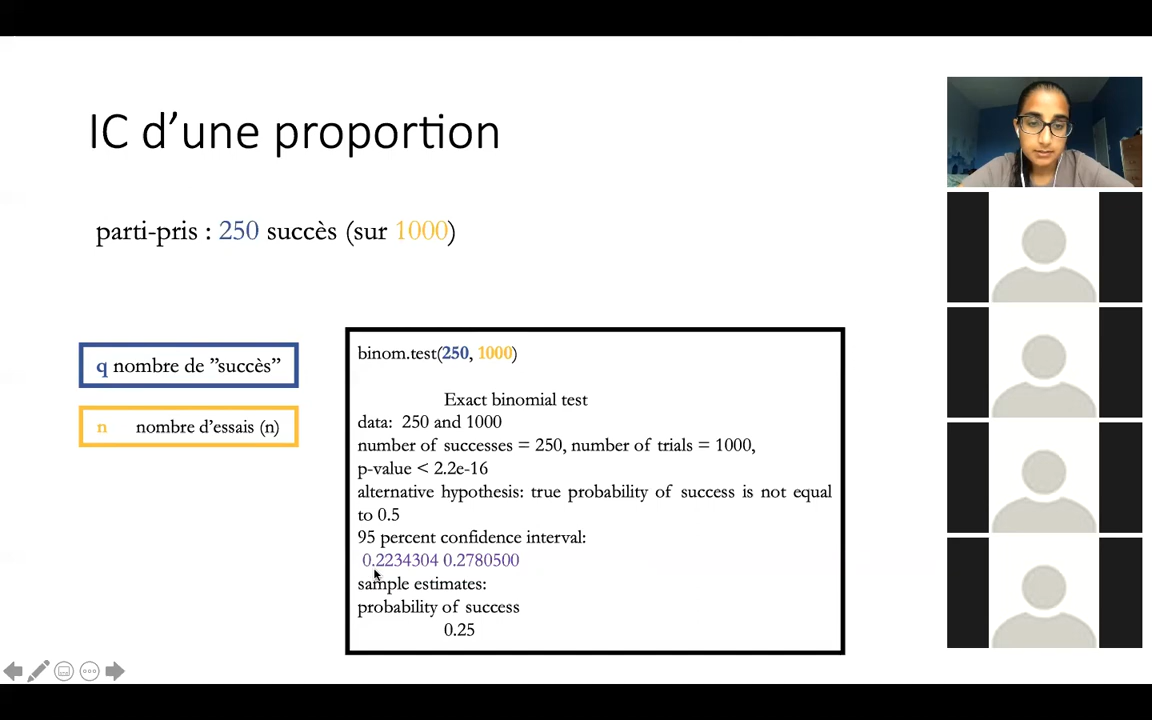 IC d’une proportion
parti-pris : 250 succès (sur 1000)
q nombre de ”succès”
n nombre d’essais (n)
binom.test(250, 1000)
Exact binomial test
data: 250 and 1000
number of successes = 250, number of trials = 1000,
p-value < 2.2e-16
alternative hypothesis: true probability of success is not equal
to 0.5
95 percent confidence interval:
0.2234304 0.2780500
sample estimates:
probability of success
0.25